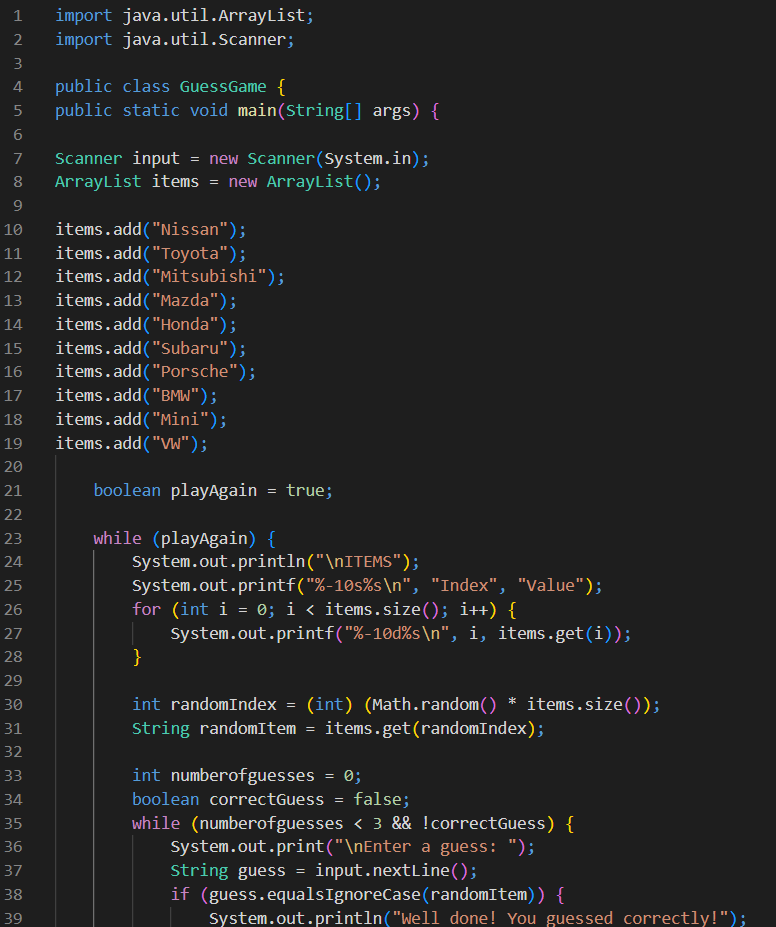 1 import java.util.ArrayList;
2 import java.util.Scanner;
3
4 public class GuessGame {
5 public static void main(String[] args) {
6
7 Scanner input = new Scanner(System.in);
8 ArrayList items = new ArrayList();
9
10 items.add("Nissan");
11 items.add("Toyota");
12 items.add("Mitsubishi");
13 items.add("Mazda");
14 items.add("Honda");
15 items.add("Subaru");
16 items.add("Porsche");
17 items.add("BMW");
18 items.add("Mini");
19 items.add("VW");
20
21     boolean playAgain = true;
22
23     while (playAgain) {
24         System.out.println("\nITEMS");
25         System.out.printf("%-10s%s\n", "Index", "Value");
26         for (int i = 0; i < items.size(); i++) {
27             System.out.printf("%-10d%s\n", i, items.get(i));
28         }
29
30         int randomIndex = (int) (Math.random() * items.size());
31         String randomItem = items.get(randomIndex);
32
33         int numberofguesses = 0;
34         boolean correctGuess = false;
35         while (numberofguesses < 3 && !correctGuess) {
36             System.out.print("\nEnter a guess: ");
37             String guess = input.nextLine();
38             if (guess.equalsIgnoreCase(randomItem)) {
39                 System.out.println("Well done! You guessed correctly!");